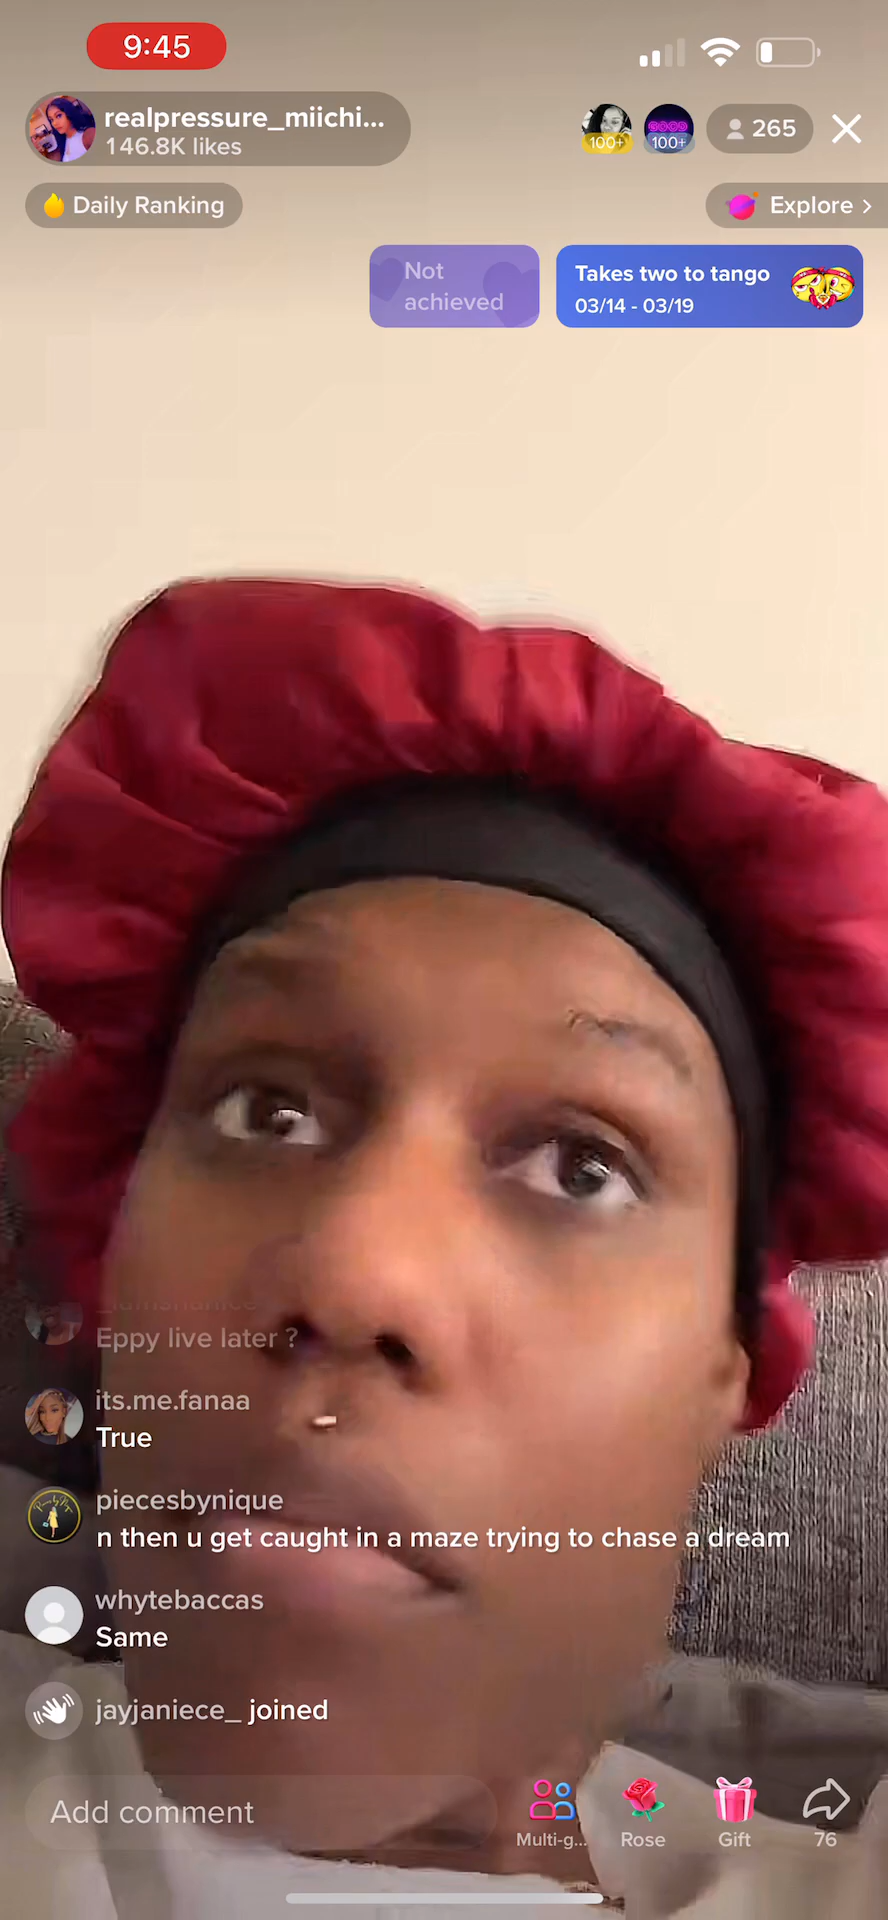 9:45
realpressure_miichi...
146.8K likes
100+
100+
265
Daily Ranking
Explore >
Not
achieved
Takes two to tango
03/14 - 03/19
Eppy live later ?
its.me.fanaa
True
piecesbynique
n then u get caught in a maze trying to chase a dream
whytebaccas
Same
jayjaniece_ joined
Add comment
Multi-g...
Rose
Gift
76